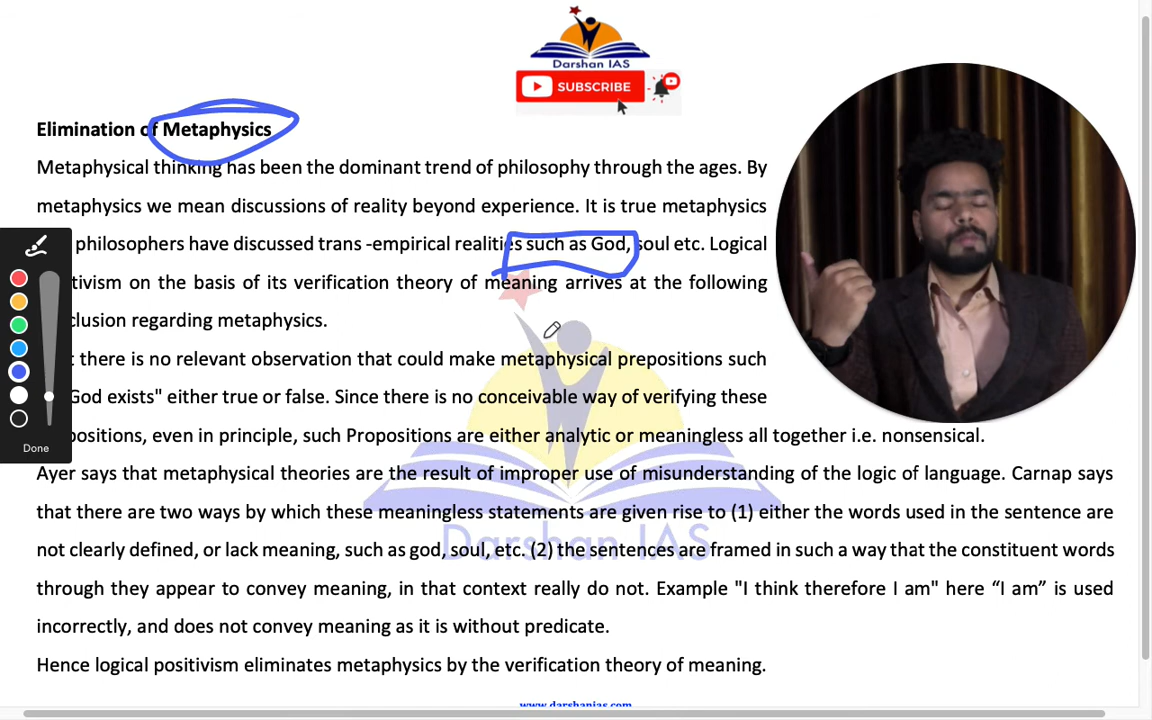 Darshan IAS
SUBSCRIBE
Elimination of Metaphysics
Metaphysical thinking has been the dominant trend of philosophy through the ages. By
metaphysics we mean discussions of reality beyond experience. It is true metaphysics
philosophers have discussed trans -empirical realities such as God, soul etc. Logical
tivism on the basis of its verification theory of meaning arrives at the following
clusion regarding metaphysics.
there is no relevant observation that could make metaphysical prepositions such
God exists" either true or false. Since there is no conceivable way of verifying these
positions, even in principle, such Propositions are either analytic or meaningless all together i.e. nonsensical.
Ayer says that metaphysical theories are the result of improper use of misunderstanding of the logic of language. Carnap says
that there are two ways by which these meaningless statements are given rise to (1) either the words used in the sentence are
not clearly defined, or lack meaning, such as god, soul, etc. (2) the sentences are framed in such a way that the constituent words
through they appear to convey meaning, in that context really do not. Example "I think therefore I am" here “I am” is used
incorrectly, and does not convey meaning as it is without predicate.
Hence logical positivism eliminates metaphysics by the verification theory of meaning.
Darshan IAS
www.darshanias.com
Done